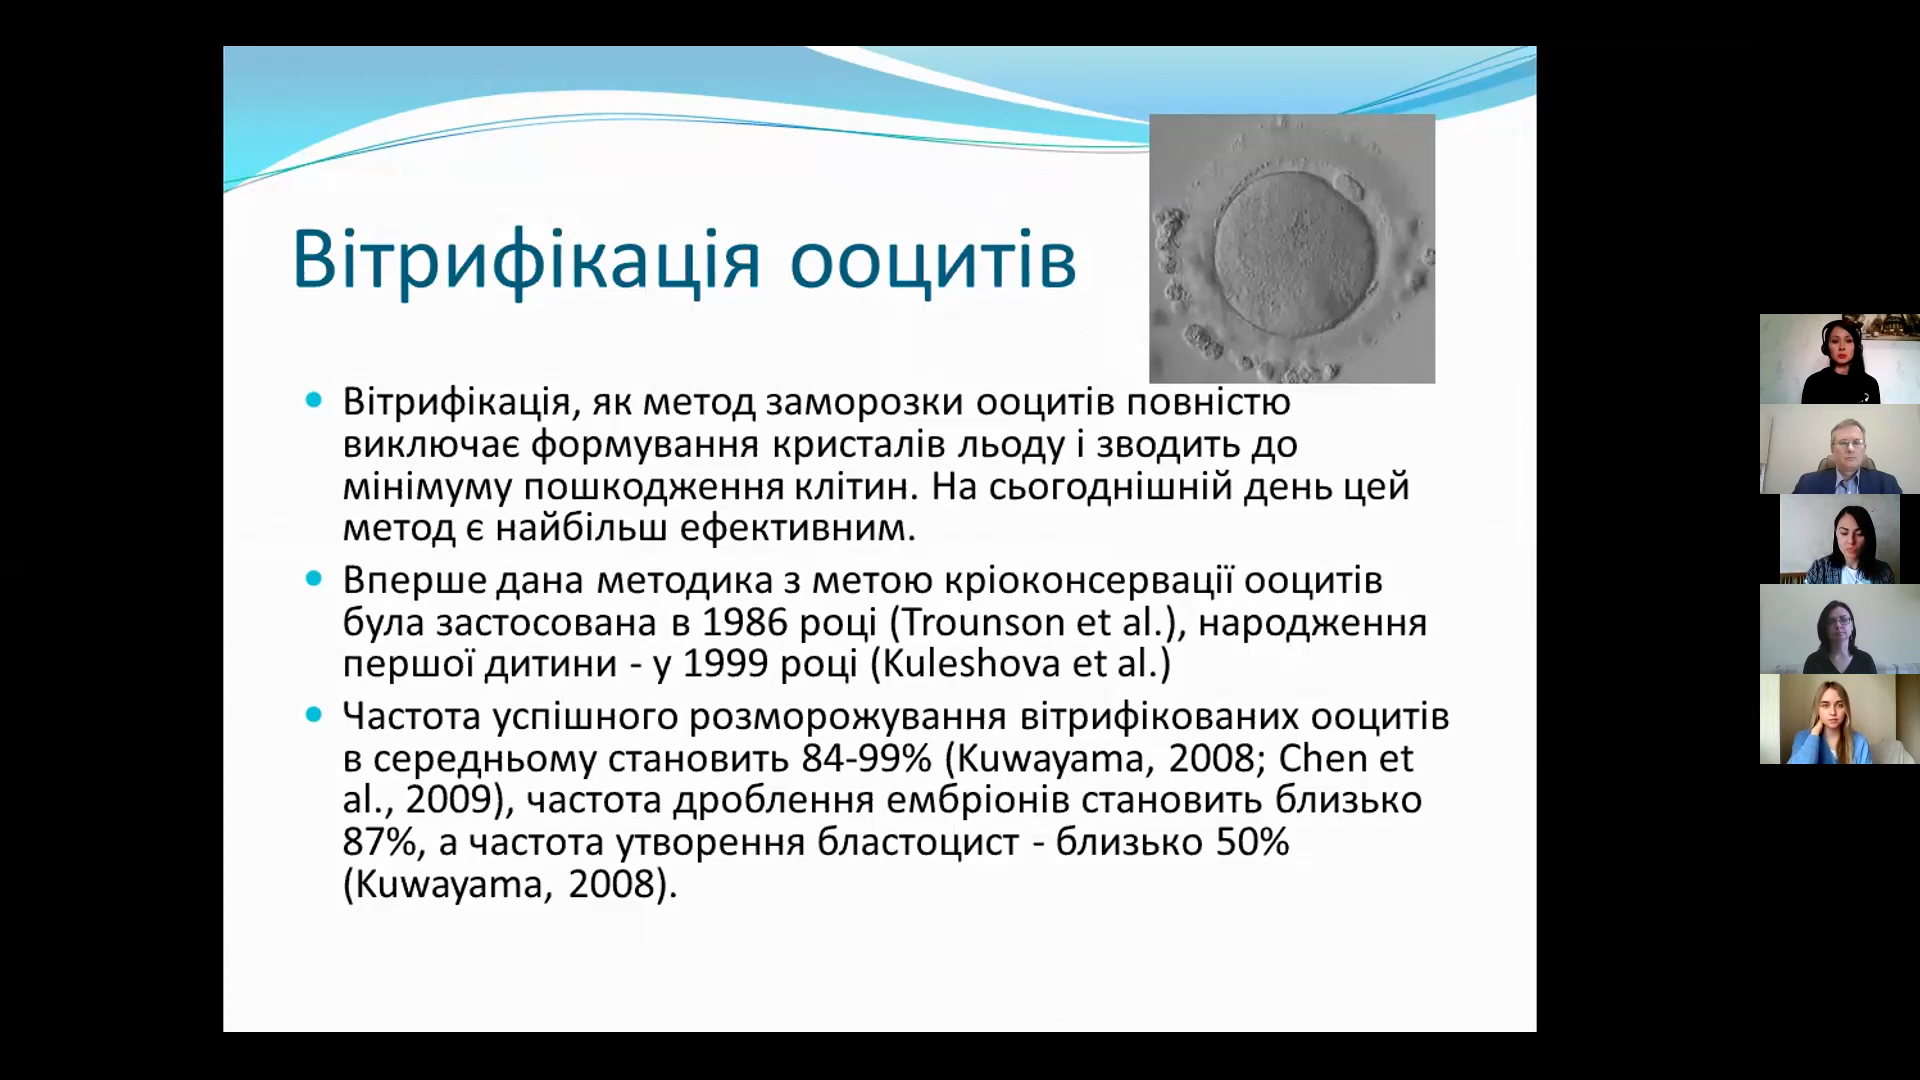 Вітрифікація ооцитів
Вітрифікація, як метод заморозки ооцитів повністю
виключає формування кристалів льоду і зводить до
мінімуму пошкодження клітин. На сьогоднішній день цей
метод є найбільш ефективним.
Вперше дана методика з метою кріоконсервації ооцитів
була застосована в 1986 році (Trounson et al.), народження
першої дитини - у 1999 році (Kuleshova et al.)
Частота успішного розморожування вітрифікованих ооцитів
в середньому становить 84-99% (Kuwayama, 2008; Chen et
al., 2009), частота дроблення ембріонів становить близько
87%, а частота утворення бластоцист - близько 50%
(Kuwayama, 2008).